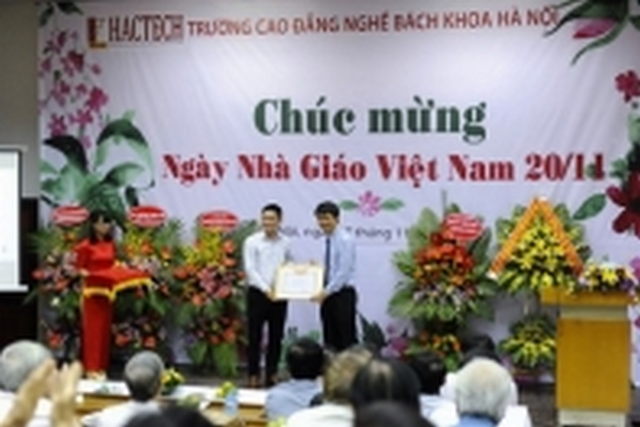 HACTECH TRƯỜNG CAO ĐẲNG NGHỀ BÁCH KHOA HÀ NỘI
Chúc mừng
Ngày Nhà Giáo Việt Nam 20/11